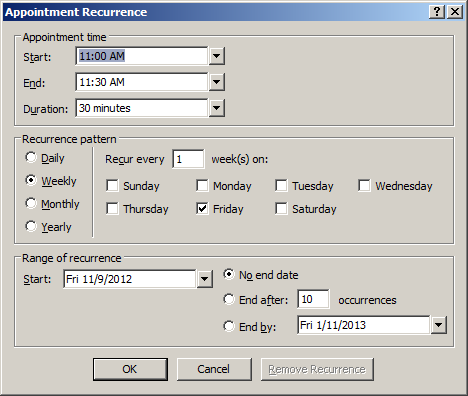 Appointment Recurrence
Appointment time
Start: 11:00 AM
End: 11:30 AM
Duration: 30 minutes
Recurrence pattern
Daily
Weekly
Monthly
Yearly
Recur every 1 week(s) on:
Sunday Monday Tuesday Wednesday
Thursday Friday Saturday
Range of recurrence
Start: Fri 11/9/2012
No end date
End after: 10 occurrences
End by: Fri 1/11/2013
OK Cancel Remove Recurrence